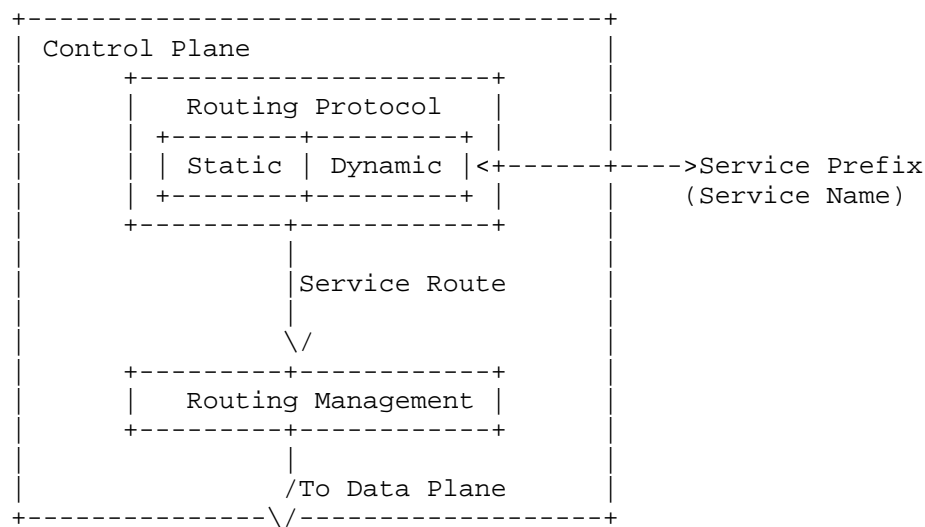 Control Plane
Routing Protocol
Static | Dynamic
Service Prefix
(Service Name)
Service Route
Routing Management
To Data Plane